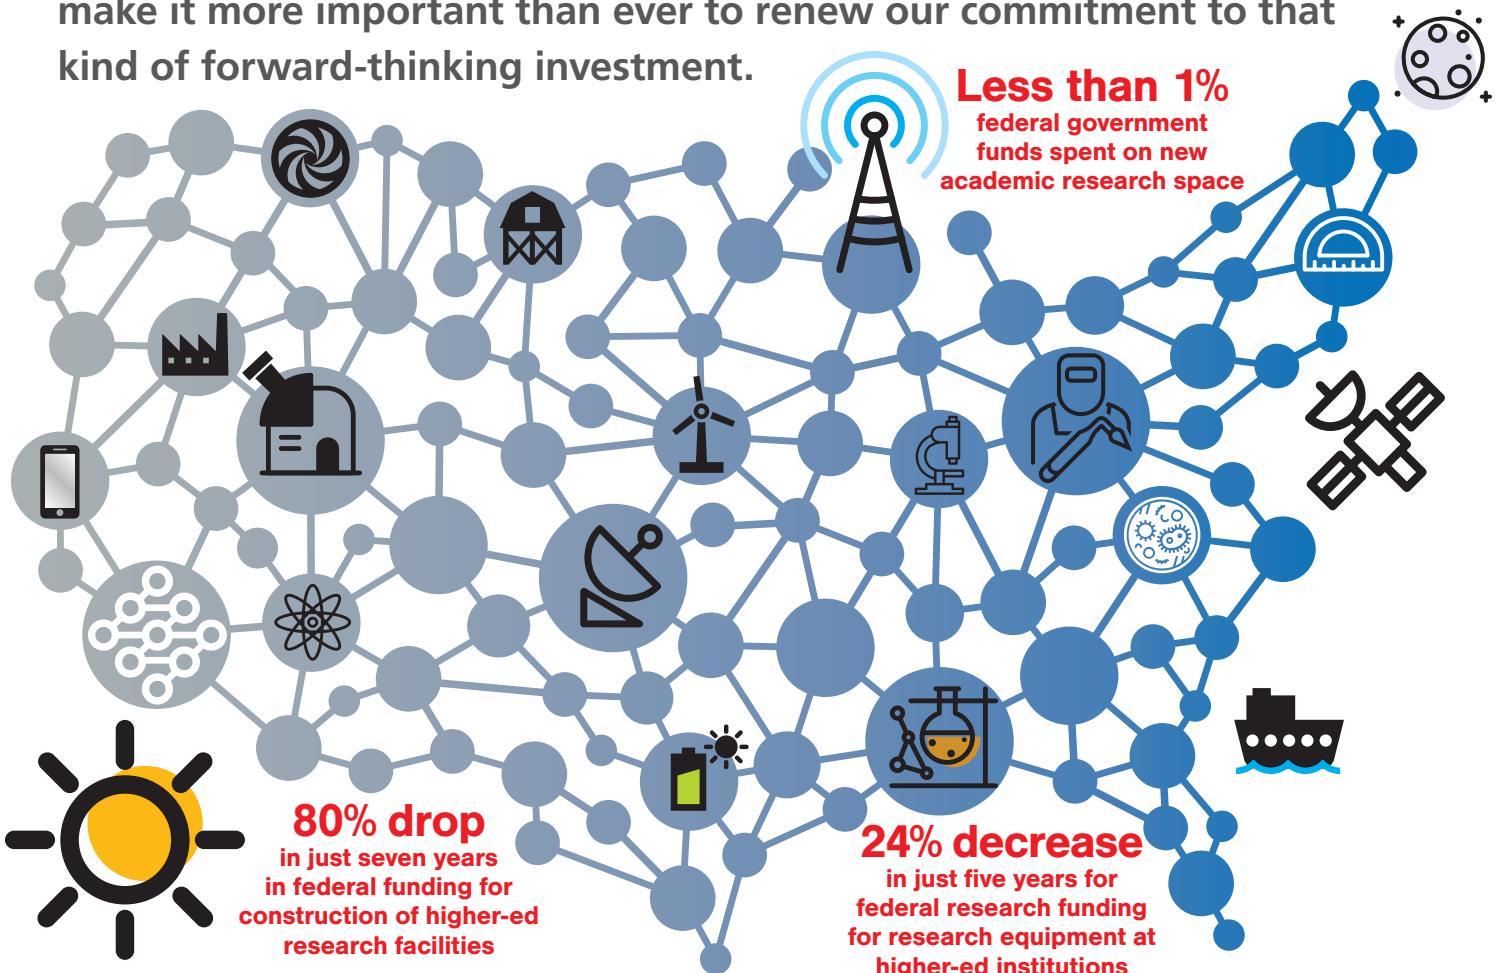 make it more important than ever to renew our commitment to that
kind of forward-thinking investment.
Less than 1%
federal government
funds spent on new
academic research space
80% drop
in just seven years
in federal funding for
construction of higher-ed
research facilities
24% decrease
in just five years for
federal research funding
for research equipment at
higher-ed institutions